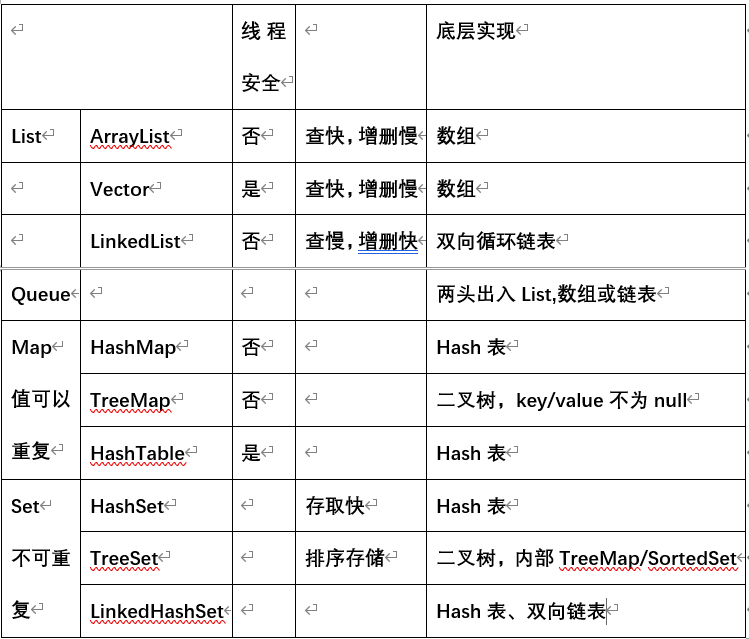 线程
安全
底层实现
List ArrayList 否 查快，增删慢 数组
Vector 是 查快，增删慢 数组
LinkedList 否 查慢，增删快 双向循环链表
Queue 两头出入 List,数组或链表
Map HashMap 否 Hash 表
值可以 TreeMap 否 二叉树，key/value 不为 null
重复 HashTable 是 Hash 表
Set HashSet 存取快 Hash 表
不可重 TreeSet 排序存储 二叉树，内部 TreeMap/SortedSet
复 LinkedHashSet Hash 表、双向链表